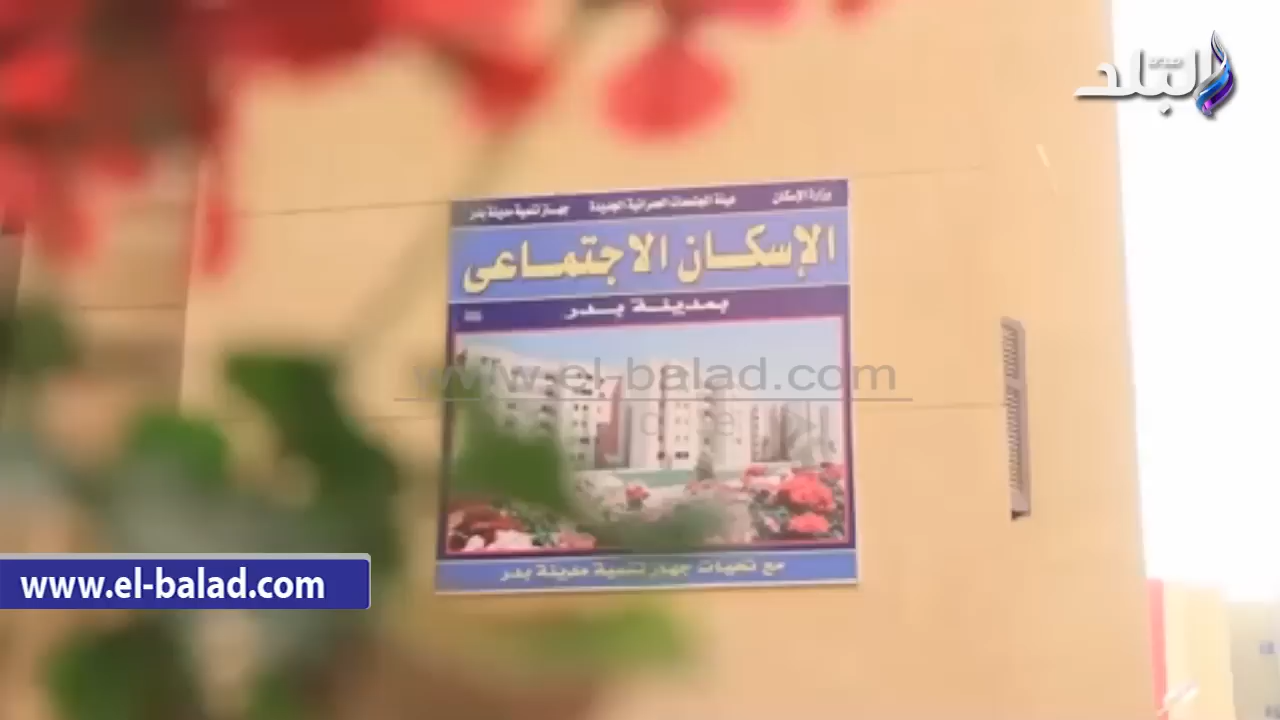 صدى
البلد
وزارة الإسكان هيئة المجتمعات العمرانية الجديدة جهاز تنمية مدينة بدر
الإسكان الاجتماعى
بمدينة بدر
www.el-balad.com
مع تحيات جهاز تنمية مدينة بدر
www.el-balad.com